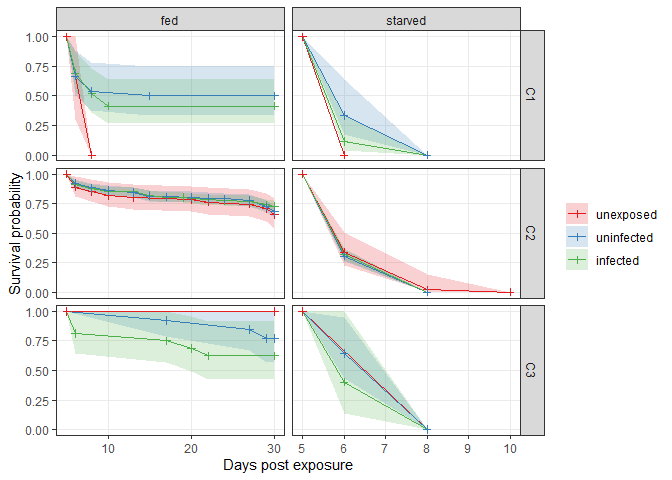 fed
starved
1.00
0.75
0.50
0.25
0.00
C1
1.00
0.75
0.50
0.25
0.00
C2
1.00
0.75
0.50
0.25
0.00
C3
Survival probability
10
20
30
5
6
7
8
9
10
Days post exposure
unexposed
uninfected
infected